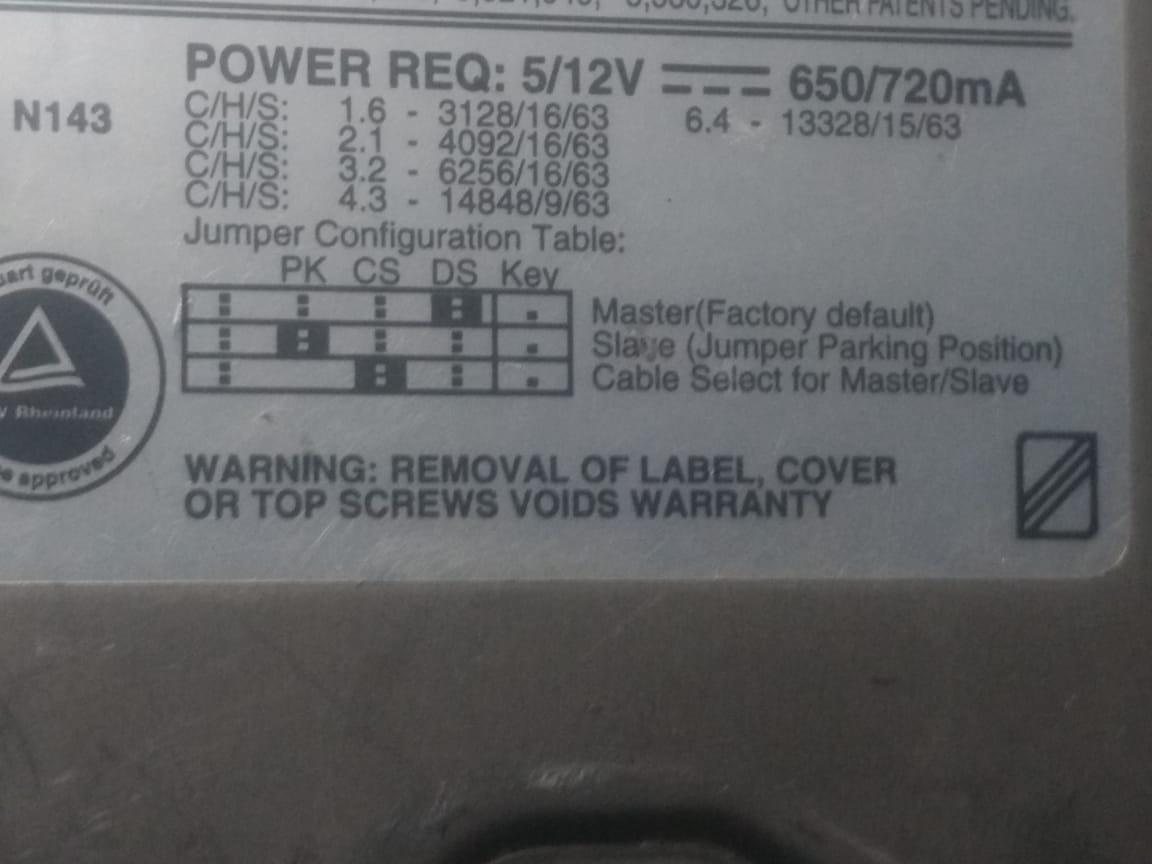 OTHER PATENTS PENDING.
POWER REQ: 5/12V 650/720mA
N143
C/H/S: 1.6 - 3128/16/63 6.4 - 13328/15/63
C/H/S: 2.1 - 4092/16/63
C/H/S: 3.2 - 6256/16/63
C/H/S: 4.3 - 14848/9/63
Jumper Configuration Table:
PK CS DS Key
Master(Factory default)
Slave (Jumper Parking Position)
Cable Select for Master/Slave
geprüft
Rheinland
approved
WARNING: REMOVAL OF LABEL, COVER
OR TOP SCREWS VOIDS WARRANTY